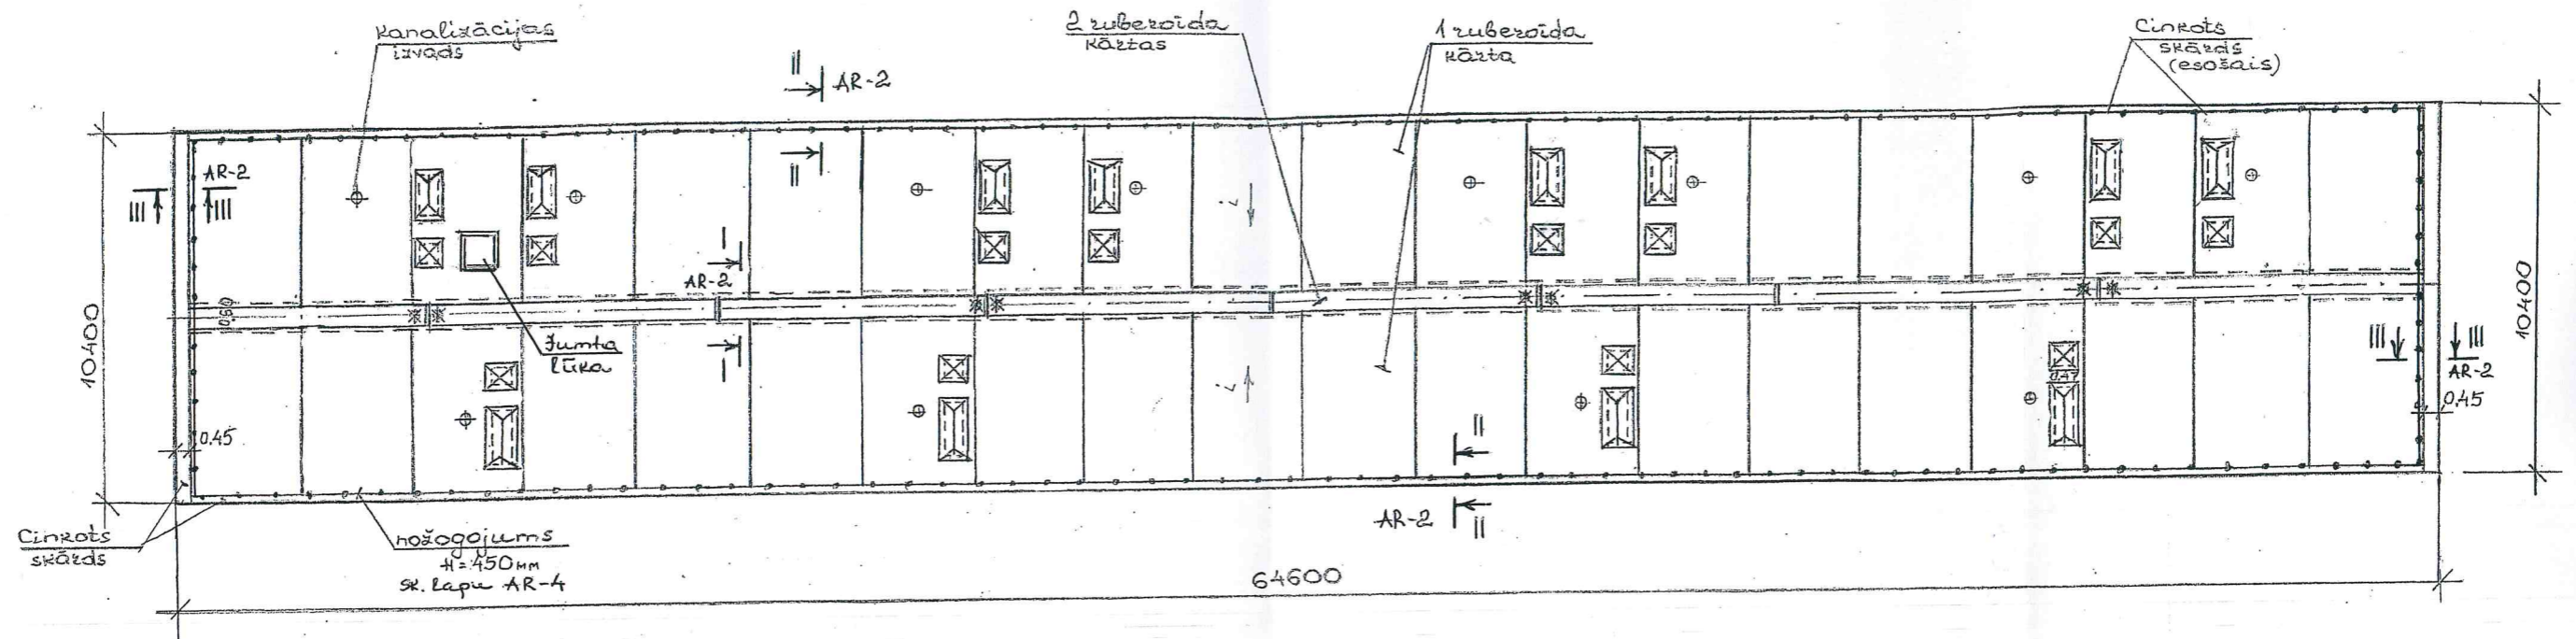 Kanalizācijas
izvads
II
AR-2
II
2 ruberoīda
kārtas
1 ruberoīda
kārta
Cinkots
skārds
(esošais)
AR-2
III
III
i
I
AR-2
10400
0,60
Jumta
lūka
I
i
III
III
AR-2
0,47
10400
0,45
0,45
II
AR-2
II
Cinkots
skārds
nožogojums
H=450мм
sk. lapu AR-4
64600